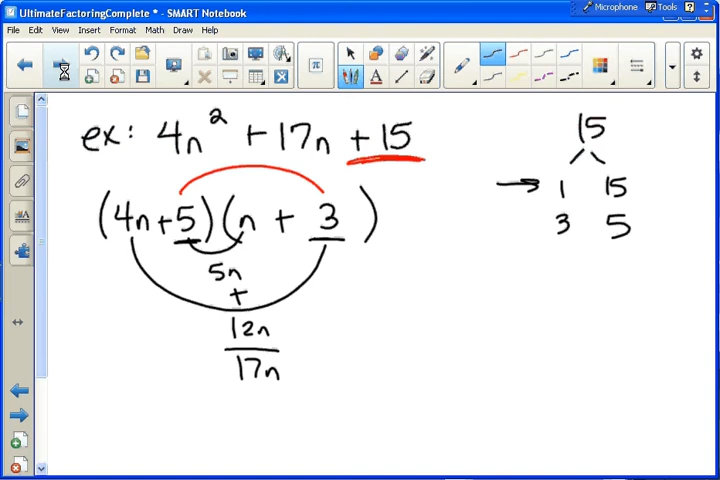 UltimateFactoringComplete * - SMART Notebook
Microphone Tools
File Edit View Insert Format Math Draw Help
π
A
ex: 4n² + 17n + 15
(4n+5)(n + 3)
5n
+
12n
17n
15
1 15
3 5